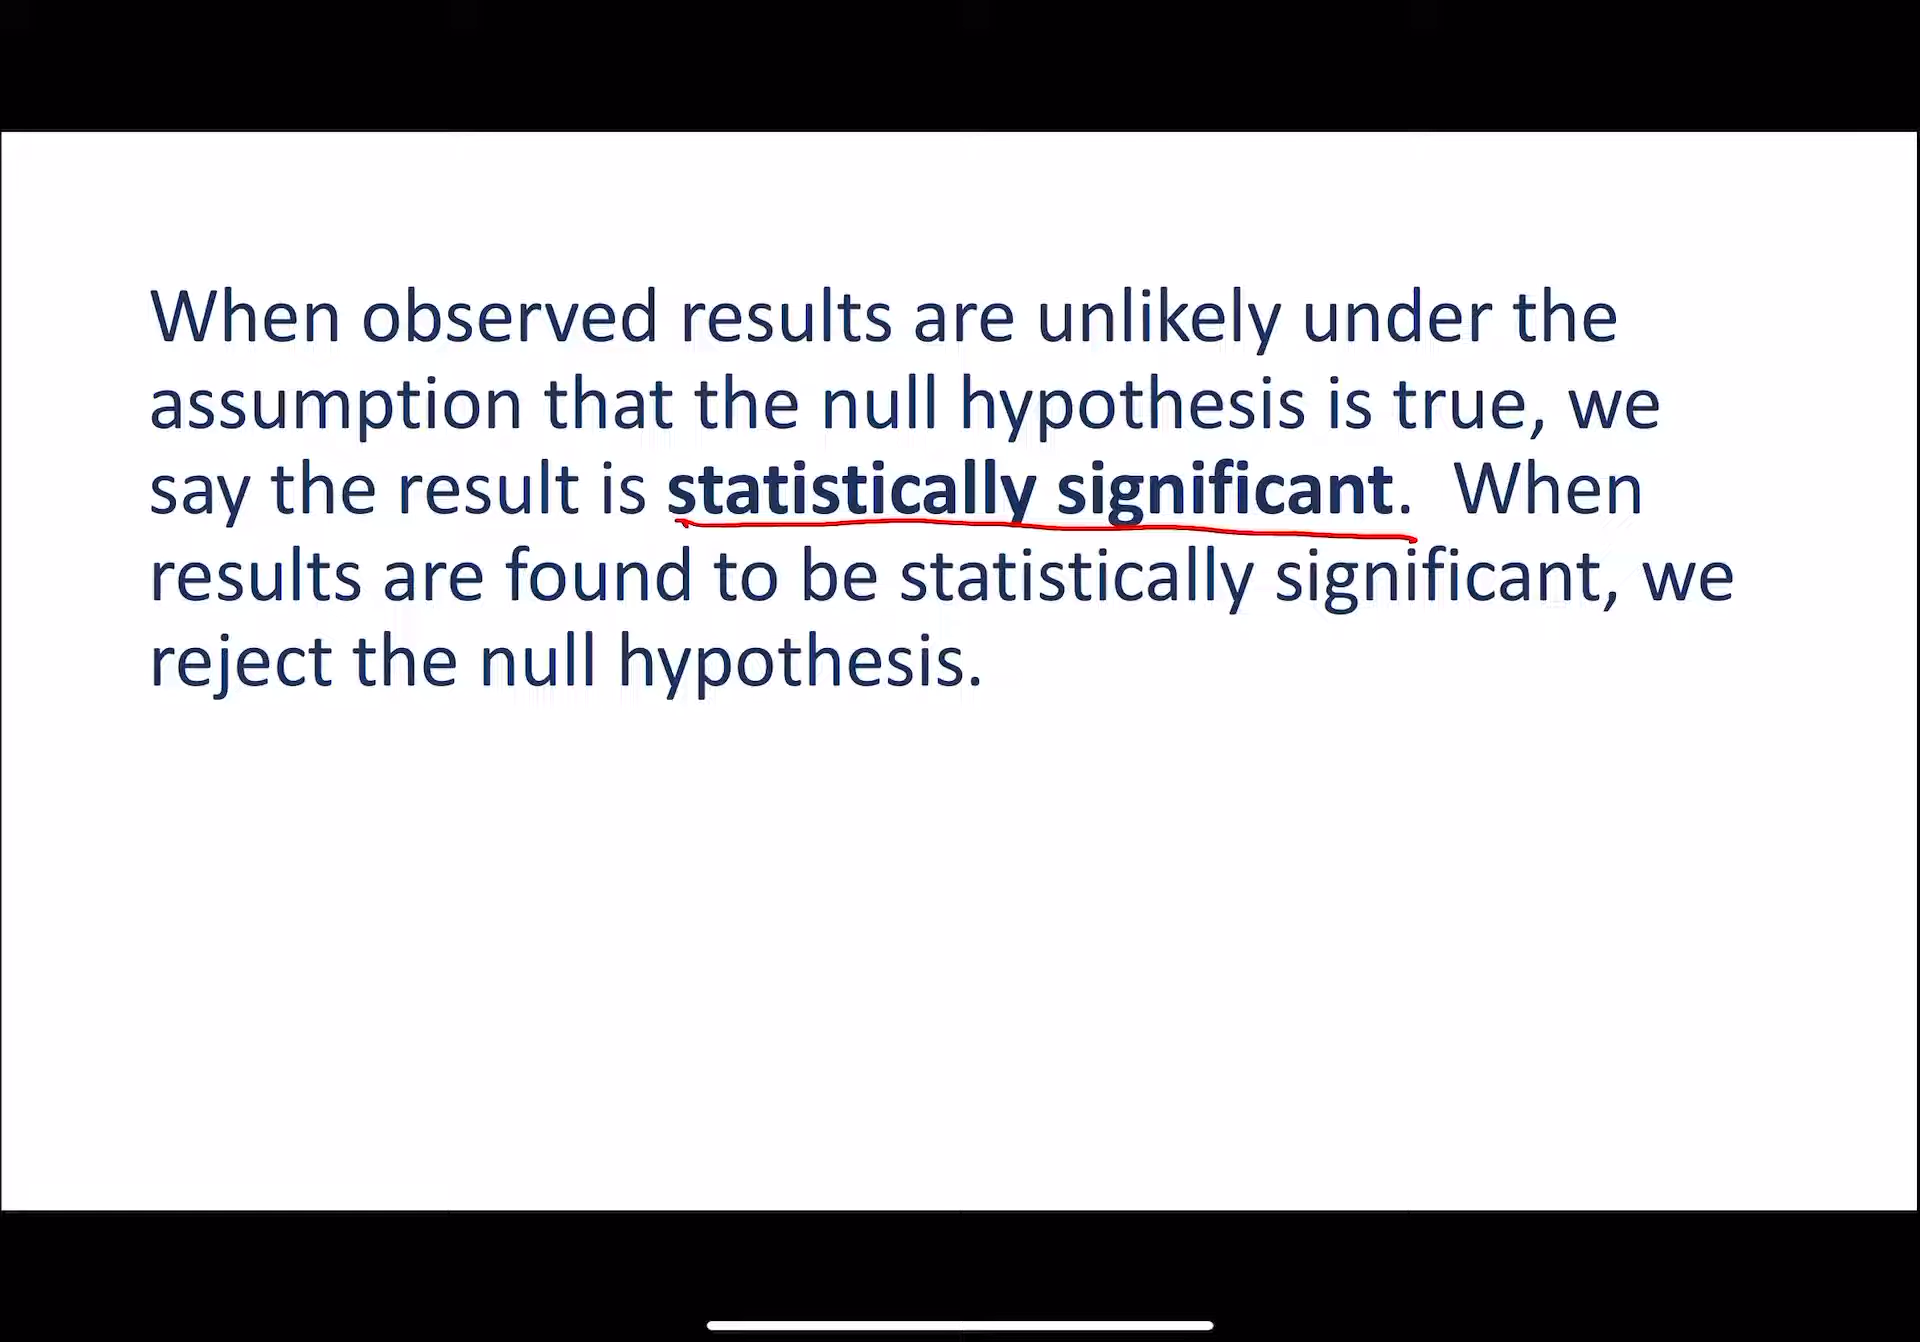 When observed results are unlikely under the
assumption that the null hypothesis is true, we
say the result is statistically significant.  When
results are found to be statistically significant, we
reject the null hypothesis.